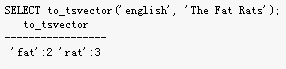 SELECT to_tsvector('english', 'The Fat Rats');
to_tsvector
-----------------
'fat':2 'rat':3